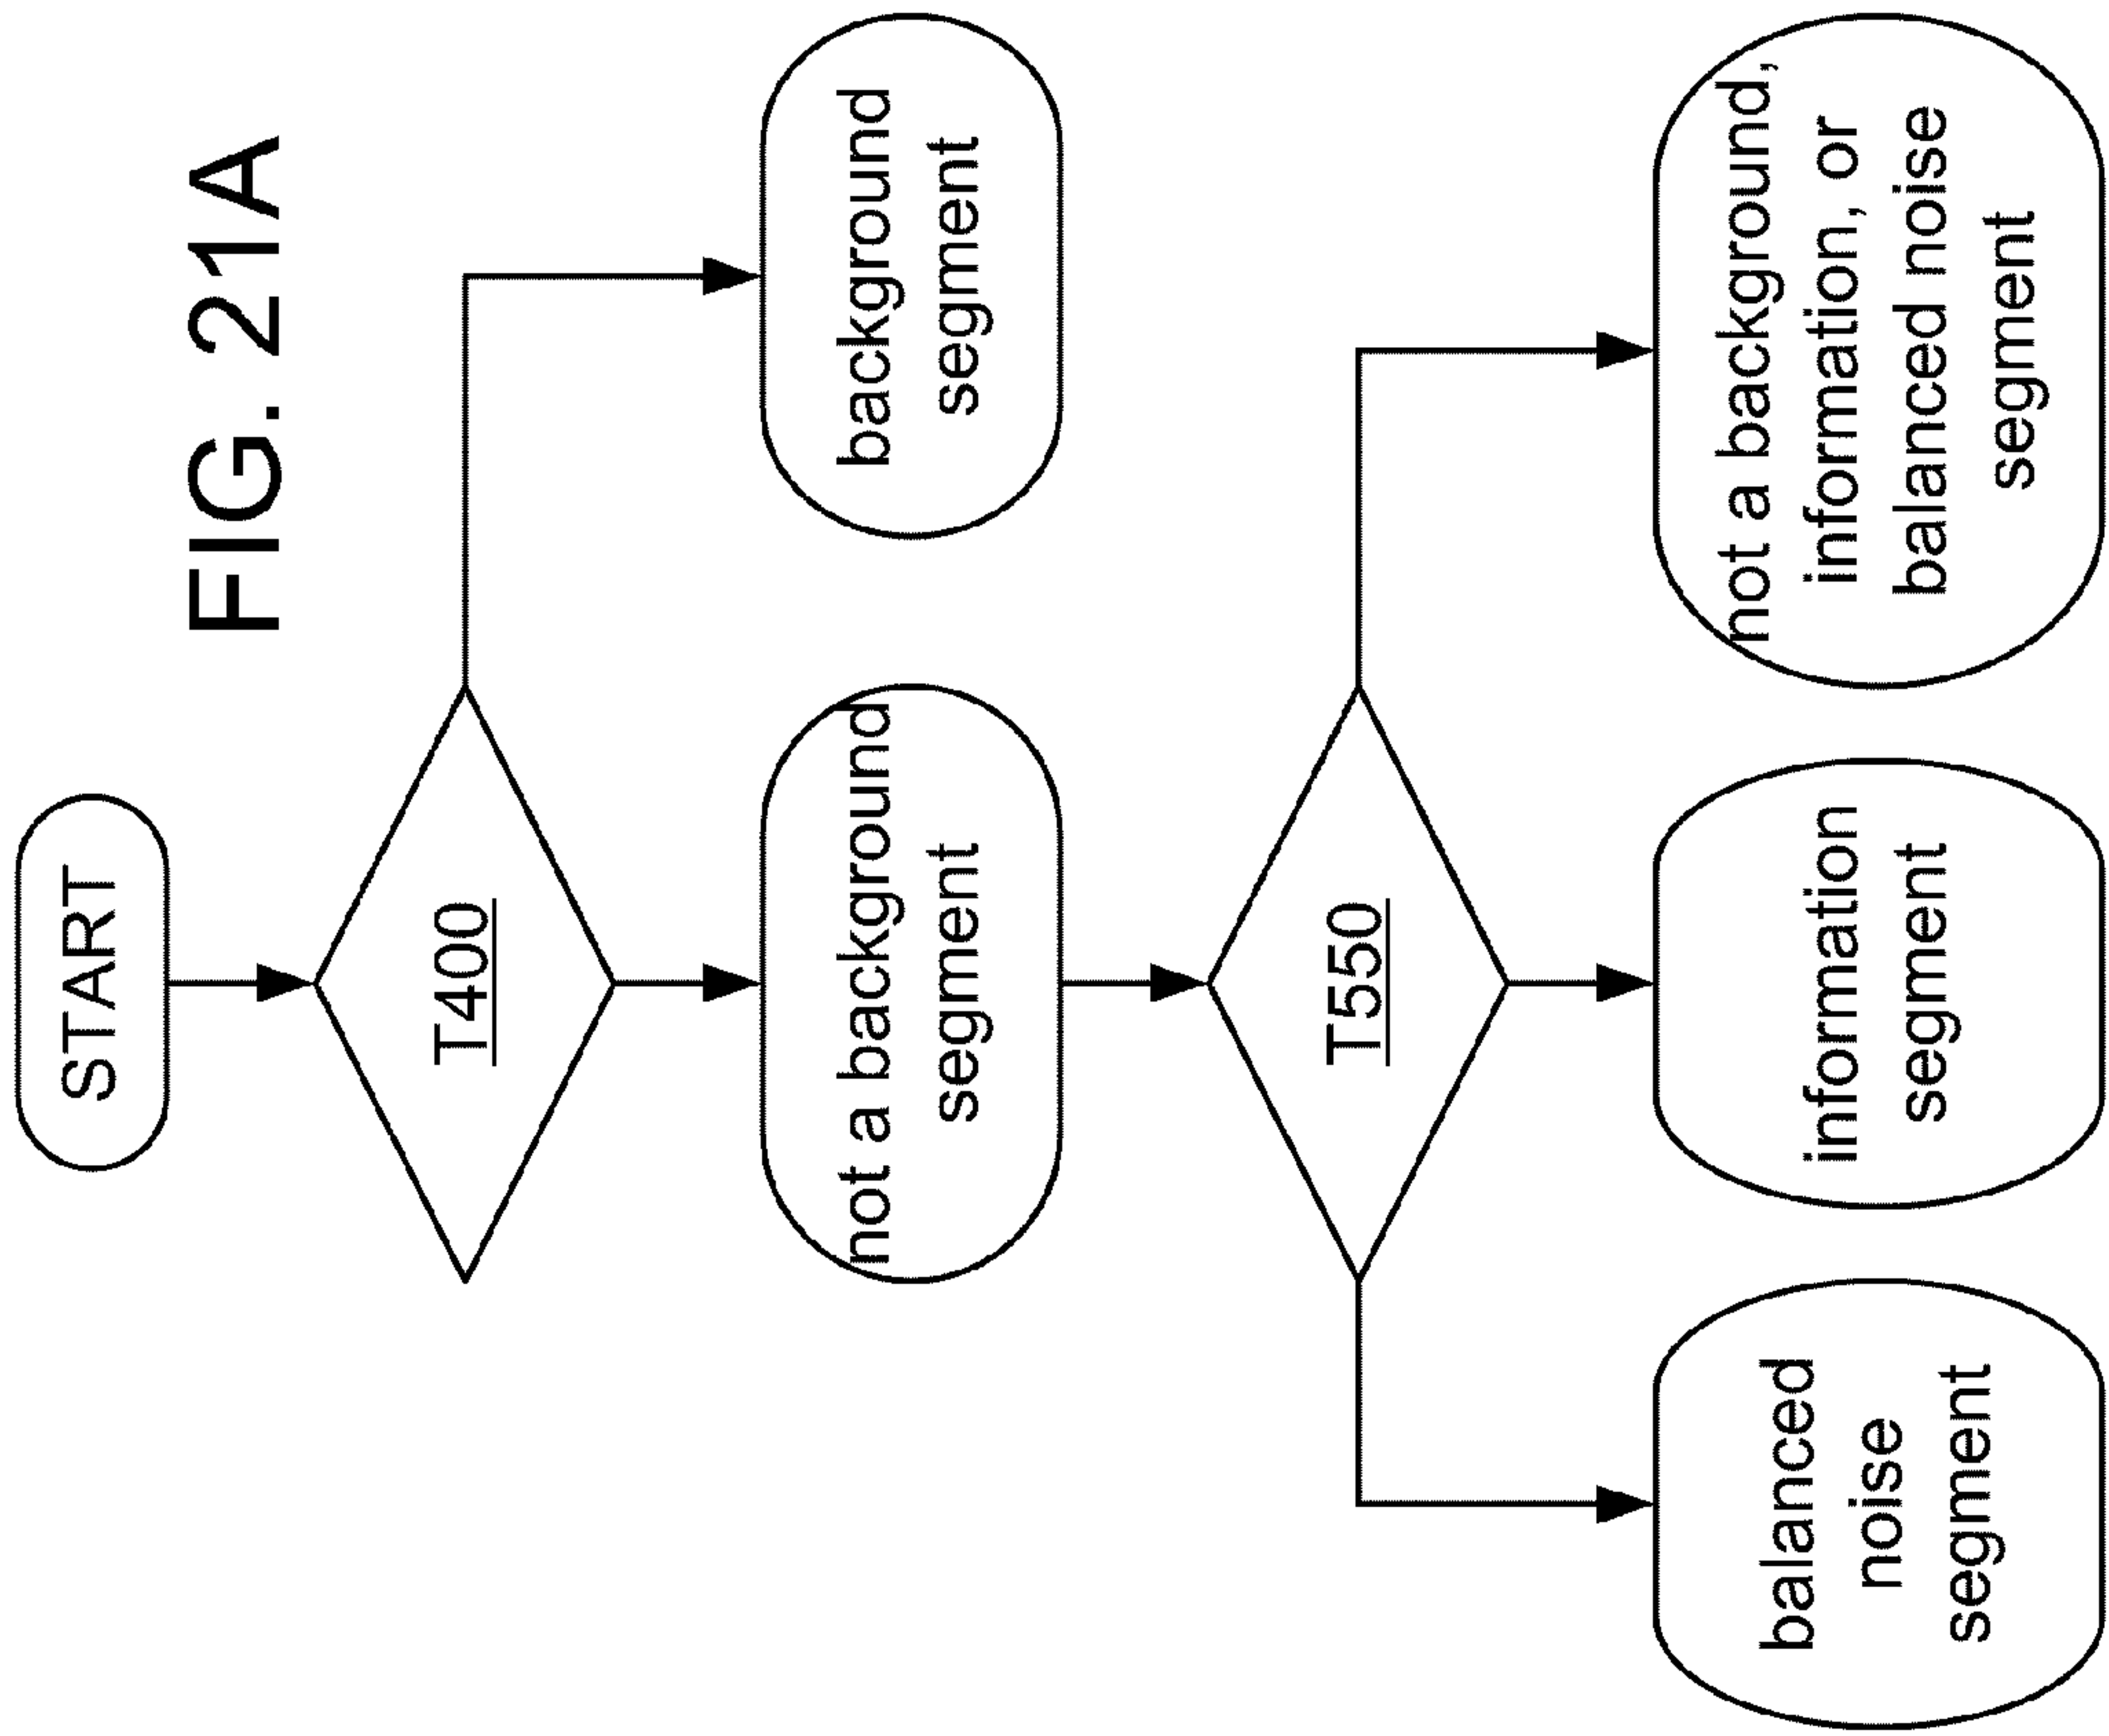 FIG. 21A
START
T400
not a background
segment
background
segment
T550
balanced
noise
segment
information
segment
not a background,
information, or
balanced noise
segment